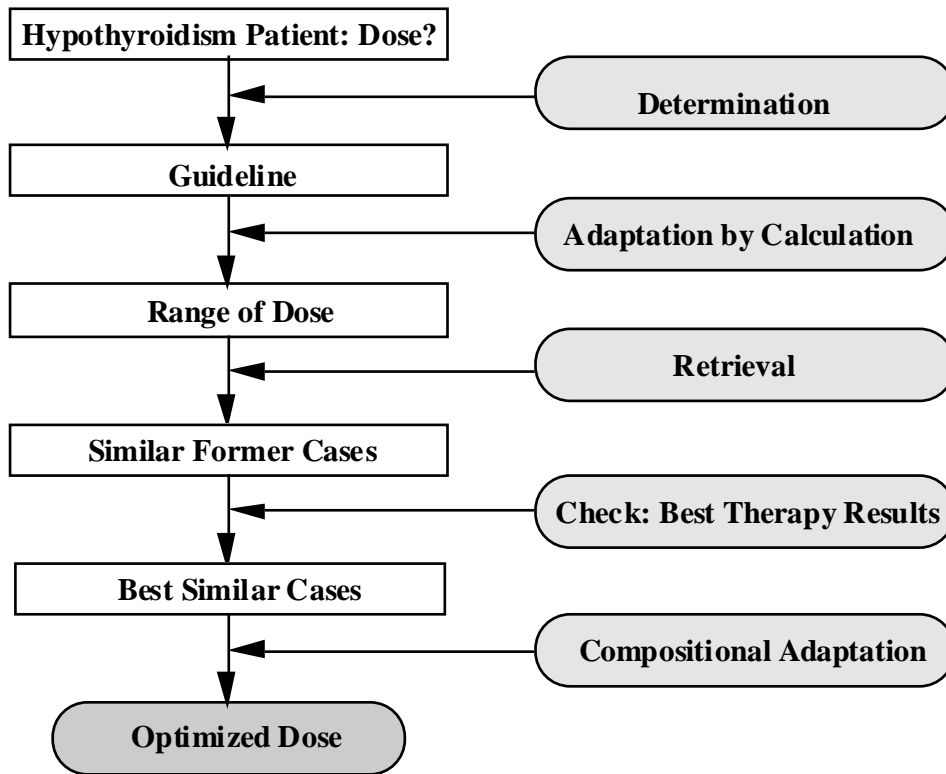 Hypothyroidism Patient: Dose?
Determination
Guideline
Adaptation by Calculation
Range of Dose
Retrieval
Similar Former Cases
Check: Best Therapy Results
Best Similar Cases
Compositional Adaptation
Optimized Dose